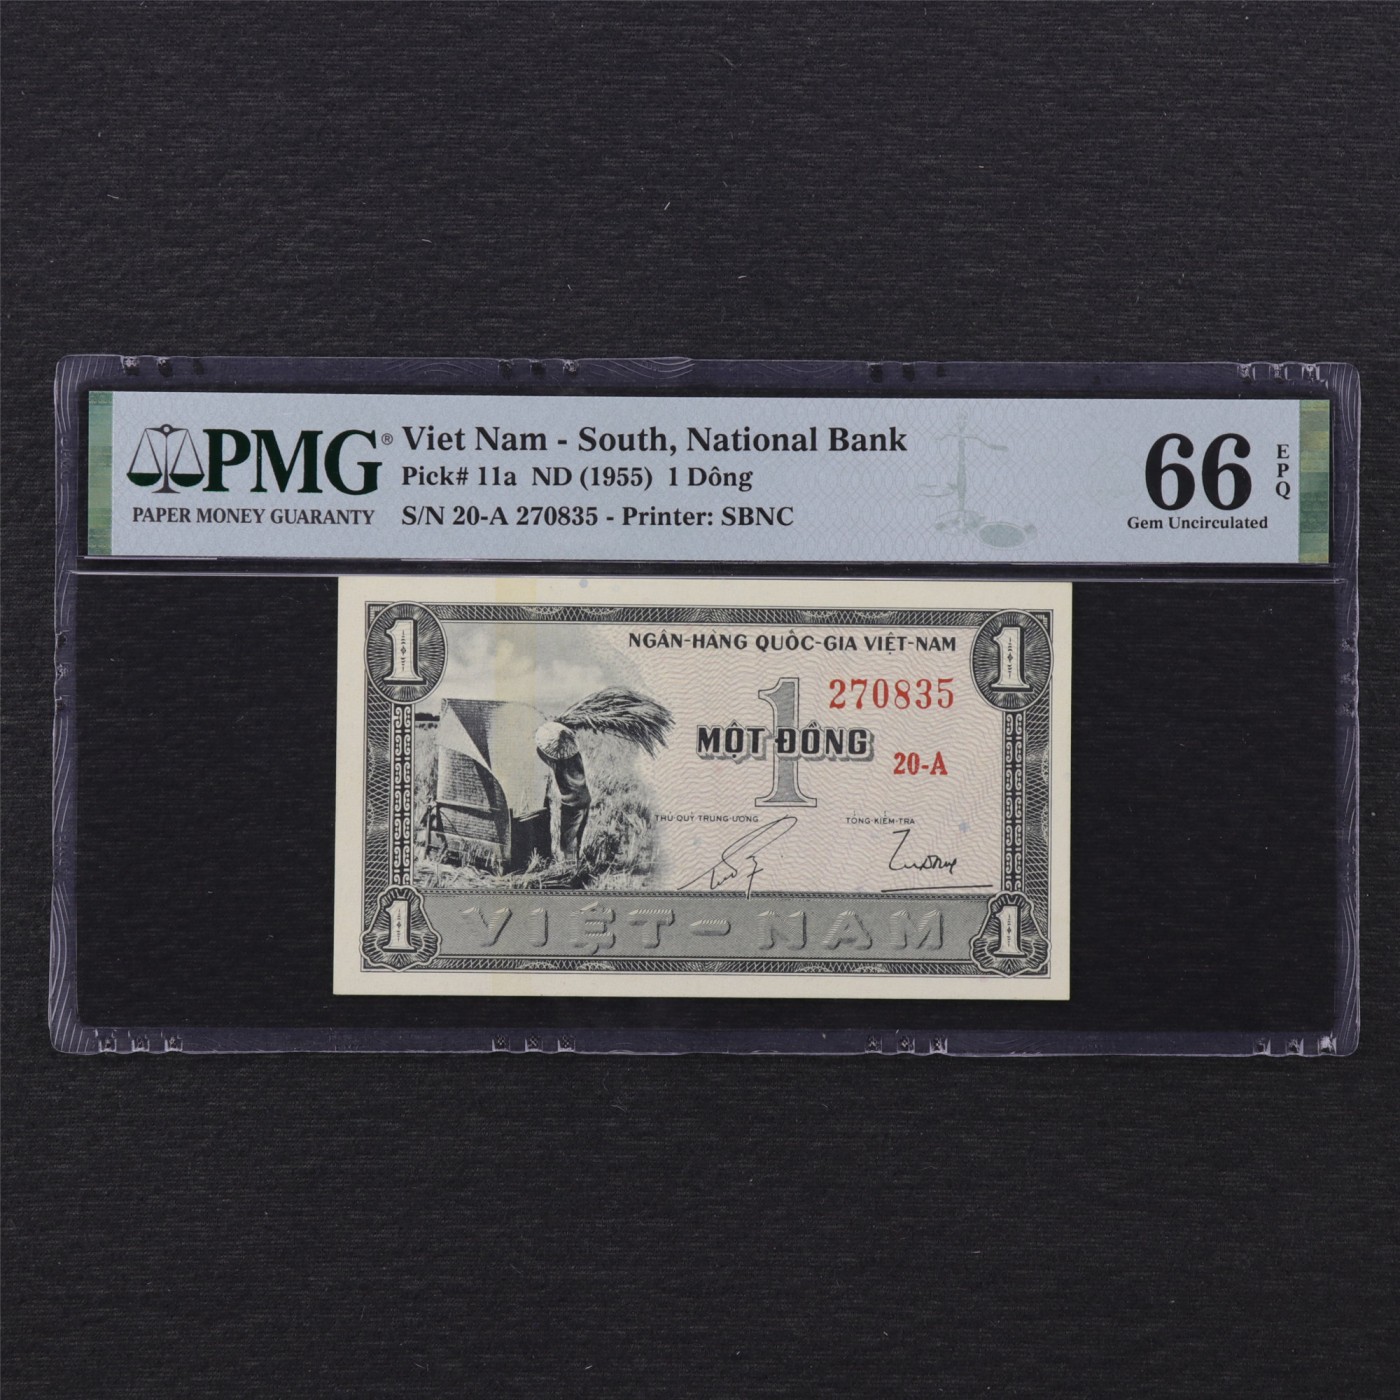 PMG®
PAPER MONEY GUARANTY
Viet Nam - South, National Bank
Pick# 11a ND (1955) 1 Dông
S/N 20-A 270835 - Printer: SBNC
66
EPQ
Gem Uncirculated
1
1
NGÂN-HÀNG QUỐC-GIA VIỆT-NAM
270835
1
MỘT ĐỒNG
20-A
THỦ-QUỸ TRUNG-ƯƠNG
TỔNG-KIỂM-TRA
1
VIỆT-NAM
1